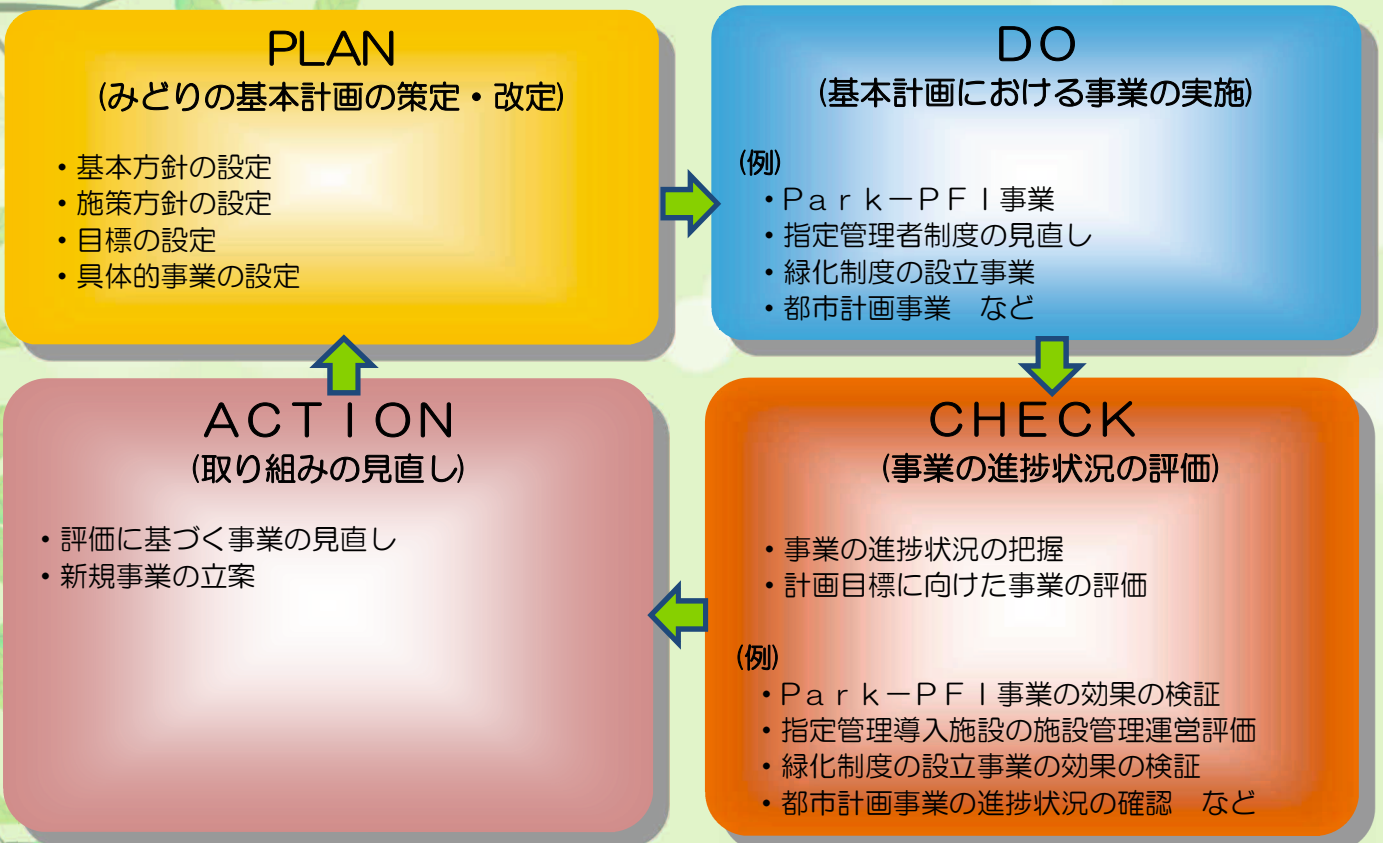 PLAN
(みどりの基本計画の策定・改定)
・基本方針の設定
・施策方針の設定
・目標の設定
・具体的事業の設定
DO
(基本計画における事業の実施)
(例)
・Park-PFI事業
・指定管理者制度の見直し
・緑化制度の設立事業
・都市計画事業　など
CHECK
(事業の進捗状況の評価)
・事業の進捗状況の把握
・計画目標に向けた事業の評価
(例)
・Park-PFI事業の効果の検証
・指定管理導入施設の施設管理運営評価
・緑化制度の設立事業の効果の検証
・都市計画事業の進捗状況の確認　など
ACTION
(取り組みの見直し)
・評価に基づく事業の見直し
・新規事業の立案